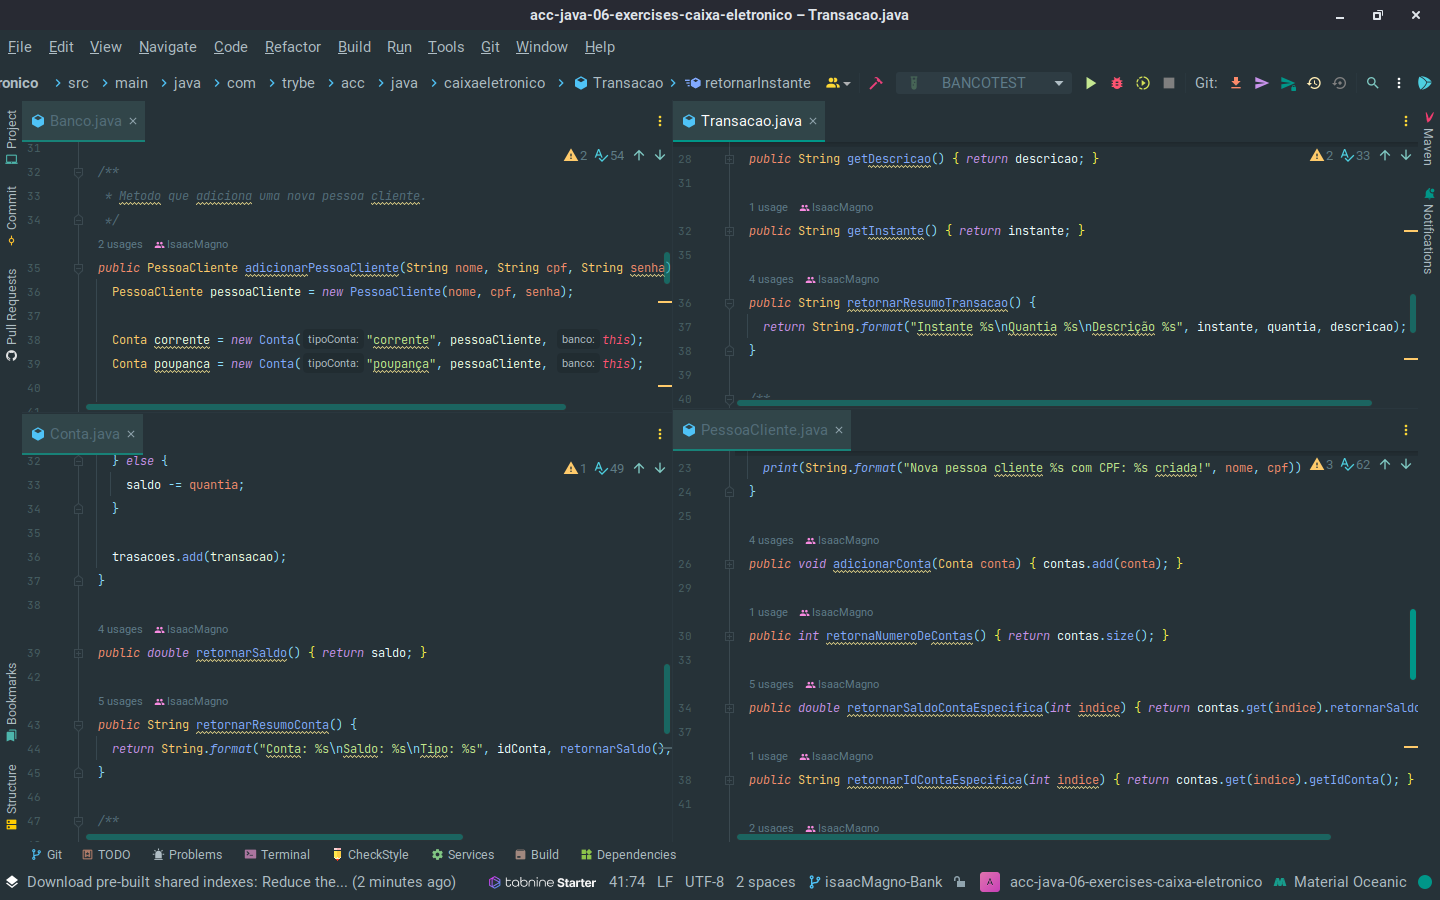 acc-java-06-exercises-caixa-eletronico – Transacao.java
File Edit View Navigate Code Refactor Build Run Tools Git Window Help
ronico src main java com trybe acc java caixaeletronico Transacao retornarInstante BANCOTEST Git:
Project
Commit
Pull Requests
Bookmarks
Structure
Banco.java
2 54
31
32 /**
33 * Metodo que adiciona uma nova pessoa cliente.
34 */
2 usages IsaacMagno
35 public PessoaCliente adicionarPessoaCliente(String nome, String cpf, String senha)
36 PessoaCliente pessoaCliente = new PessoaCliente(nome, cpf, senha);
37
38 Conta corrente = new Conta( tipoConta: "corrente", pessoaCliente, banco: this);
39 Conta poupanca = new Conta( tipoConta: "poupança", pessoaCliente, banco: this);
40
Transacao.java
2 33
28 public String getDescricao() { return descricao; }
31
1 usage IsaacMagno
32 public String getInstante() { return instante; }
35
4 usages IsaacMagno
36 public String retornarResumoTransacao() {
37 return String.format("Instante %s\nQuantia %s\nDescrição %s", instante, quantia, descricao);
38 }
39
40 /**
Conta.java
1 49
32 } else {
33 saldo -= quantia;
34 }
35
36 trasacoes.add(transacao);
37 }
38
4 usages IsaacMagno
39 public double retornarSaldo() { return saldo; }
42
5 usages IsaacMagno
43 public String retornarResumoConta() {
44 return String.format("Conta: %s\nSaldo: %s\nTipo: %s", idConta, retornarSaldo(),
45 }
46
47 /**
PessoaCliente.java
3 62
23 print(String.format("Nova pessoa cliente %s com CPF: %s criada!", nome, cpf))
24 }
25
4 usages IsaacMagno
26 public void adicionarConta(Conta conta) { contas.add(conta); }
29
1 usage IsaacMagno
30 public int retornaNumeroDeContas() { return contas.size(); }
33
5 usages IsaacMagno
34 public double retornarSaldoContaEspecifica(int indice) { return contas.get(indice).retornarSaldo
37
1 usage IsaacMagno
38 public String retornarIdContaEspecifica(int indice) { return contas.get(indice).getIdConta(); }
41
2 usages IsaacMagno
Maven
Notifications
Git TODO Problems Terminal CheckStyle Services Build Dependencies
Download pre-built shared indexes: Reduce the... (2 minutes ago) tabnine Starter 41:74 LF UTF-8 2 spaces isaacMagno-Bank A acc-java-06-exercises-caixa-eletronico Material Oceanic